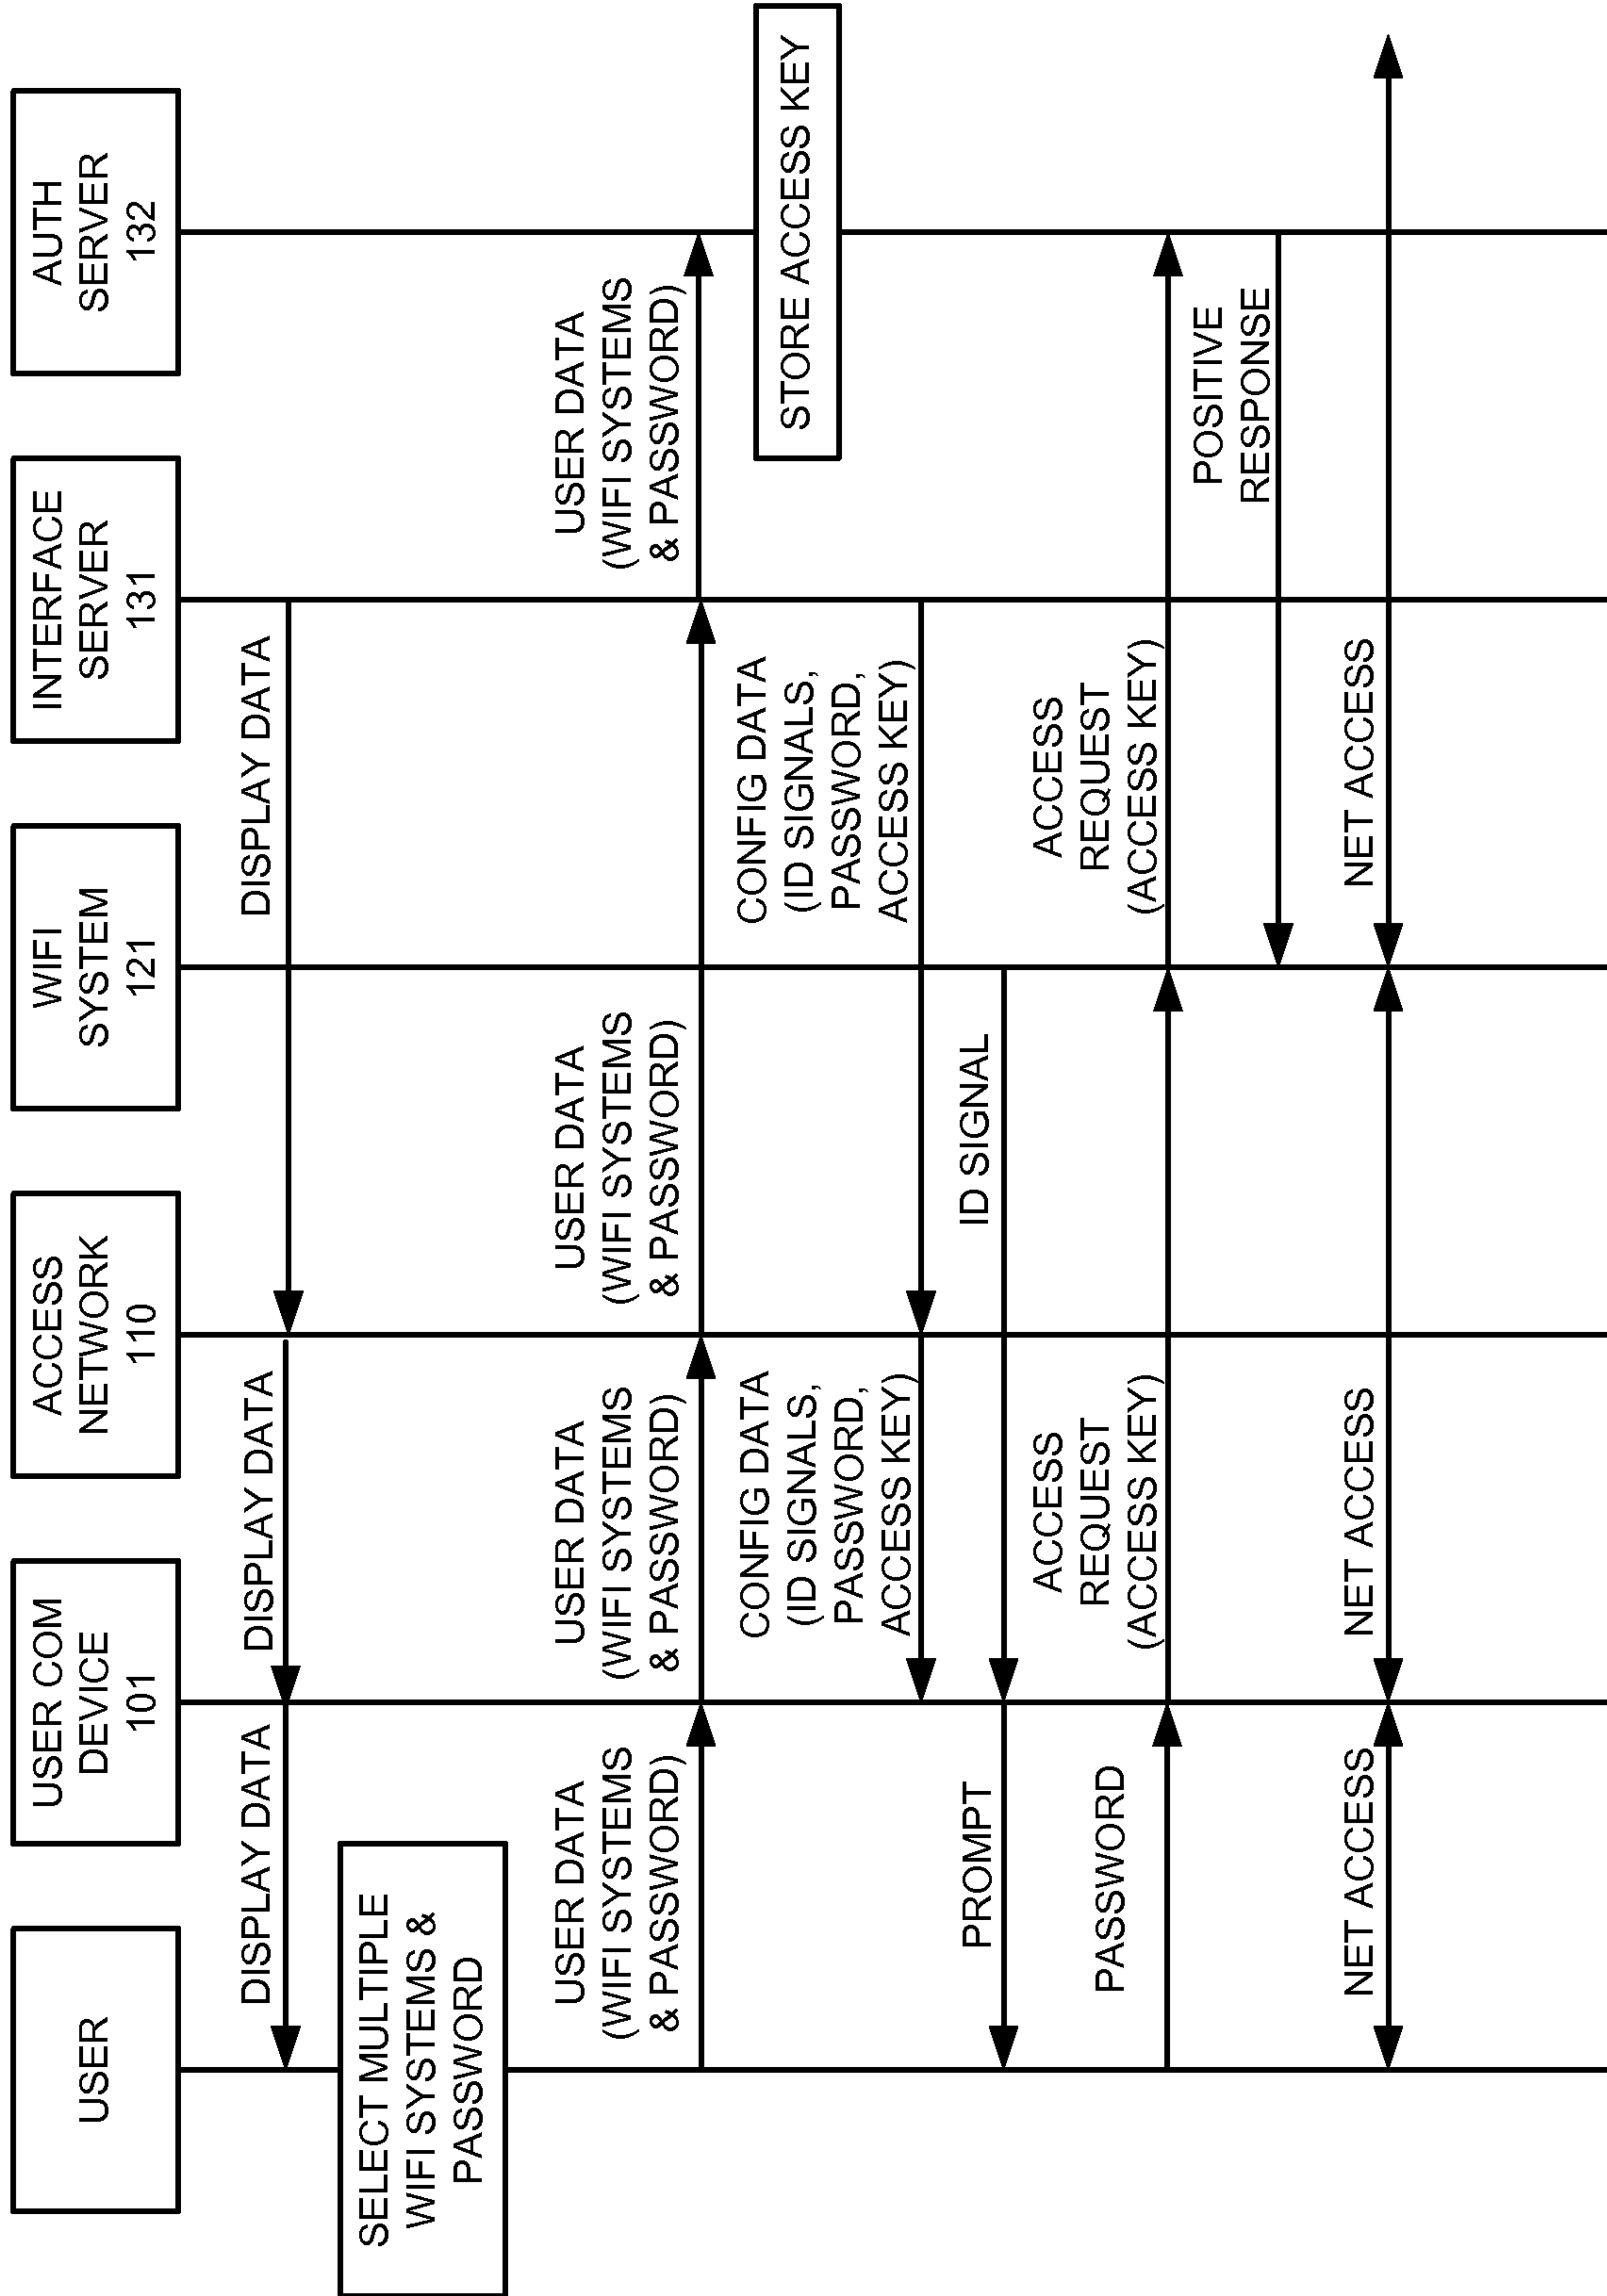 USER
USER COM
DEVICE
101
ACCESS
NETWORK
110
WIFI
SYSTEM
121
INTERFACE
SERVER
131
AUTH
SERVER
132
DISPLAY DATA
DISPLAY DATA
DISPLAY DATA
SELECT MULTIPLE
WIFI SYSTEMS &
PASSWORD
USER DATA
(WIFI SYSTEMS
& PASSWORD)
USER DATA
(WIFI SYSTEMS
& PASSWORD)
USER DATA
(WIFI SYSTEMS
& PASSWORD)
USER DATA
(WIFI SYSTEMS
& PASSWORD)
STORE ACCESS KEY
CONFIG DATA
(ID SIGNALS,
PASSWORD,
ACCESS KEY)
CONFIG DATA
(ID SIGNALS,
PASSWORD,
ACCESS KEY)
PROMPT
ID SIGNAL
PASSWORD
ACCESS
REQUEST
(ACCESS KEY)
ACCESS
REQUEST
(ACCESS KEY)
POSITIVE
RESPONSE
NET ACCESS
NET ACCESS
NET ACCESS